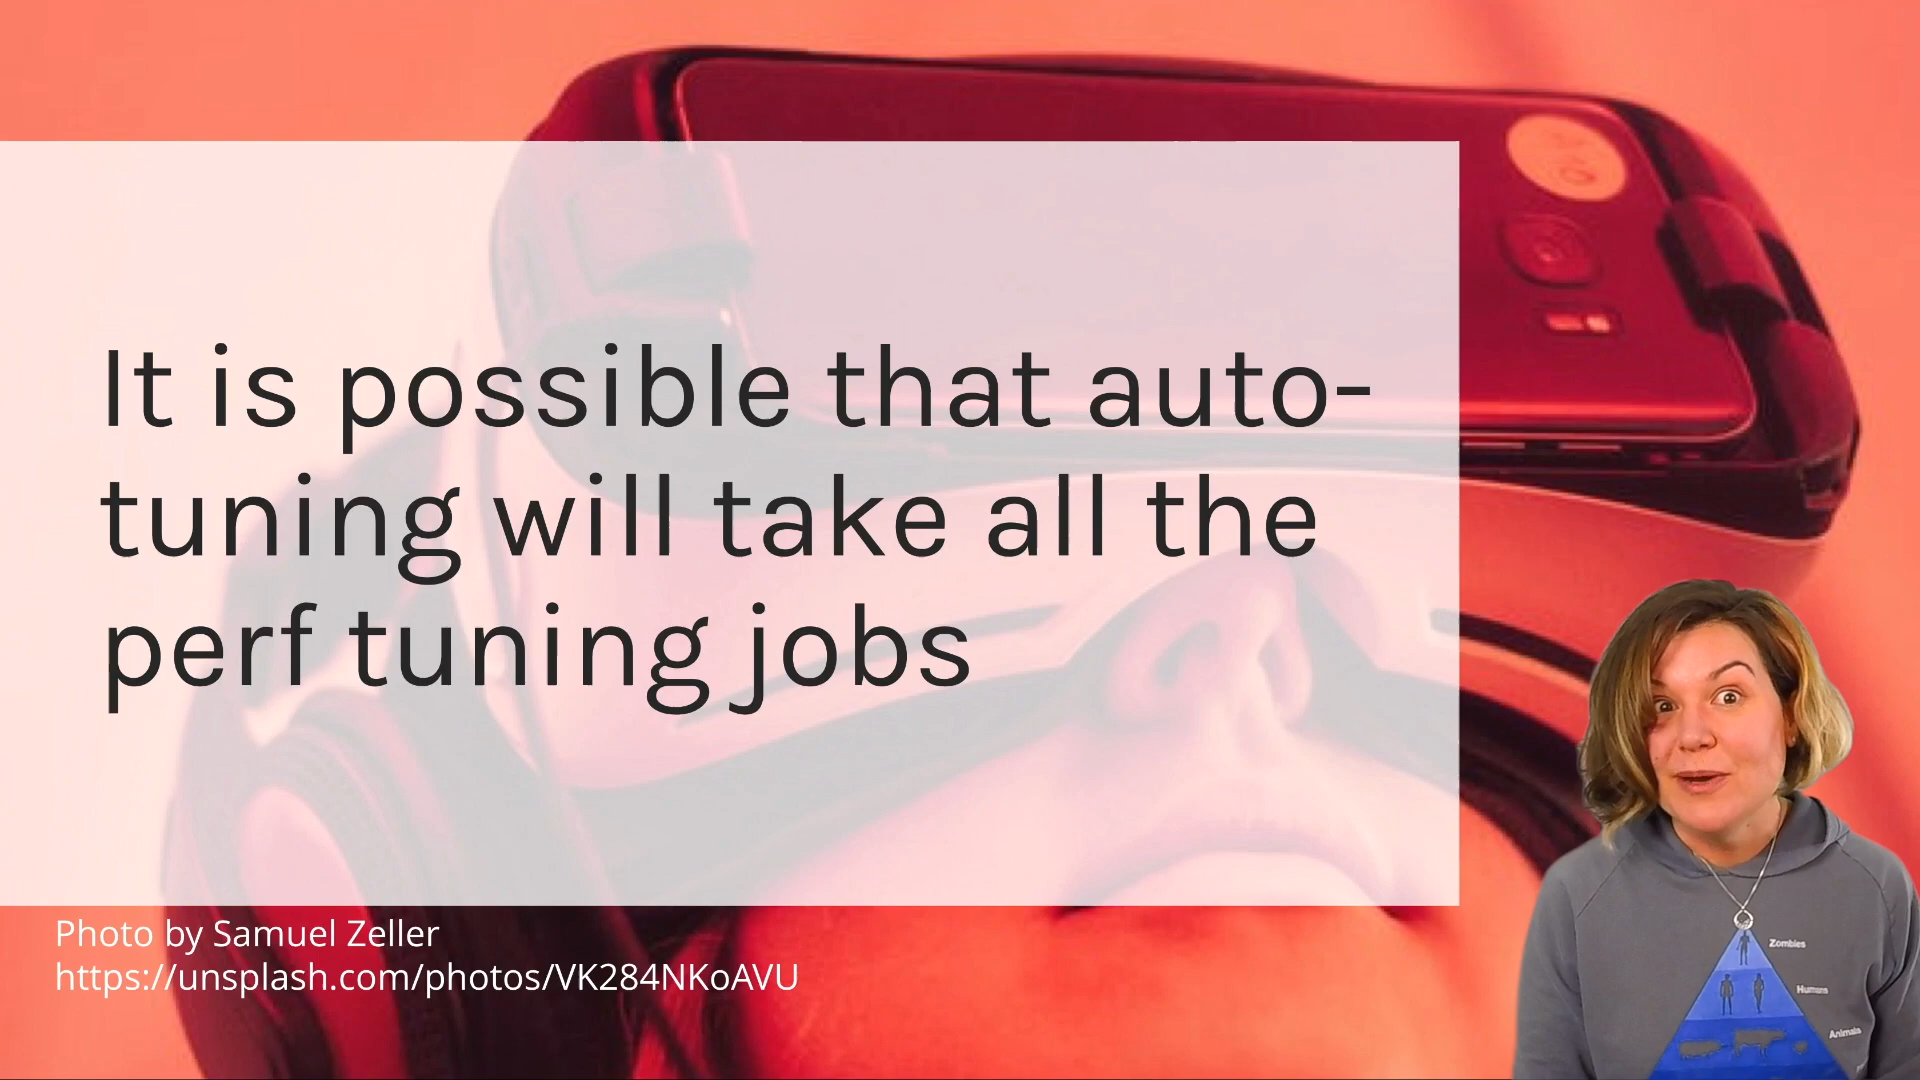 It is possible that auto-
tuning will take all the
perf tuning jobs
Photo by Samuel Zeller
https://unsplash.com/photos/VK284NKoAVU
Zombies
Humans
Animals